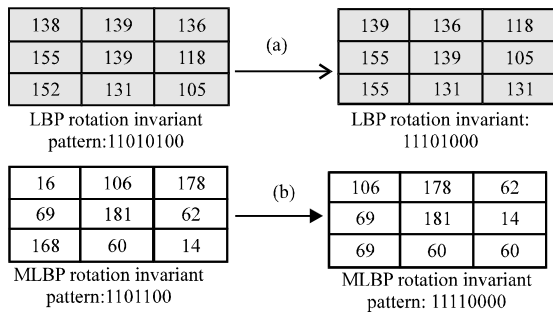 138 139 136
155 139 118
152 131 105
(a)
139 136 118
155 139 105
155 131 131
LBP rotation invariant
pattern:11010100
LBP rotation invariant:
11101000
16 106 178
69 181 62
168 60 14
(b)
106 178 62
69 181 14
69 60 60
MLBP rotation invariant
pattern:1101100
MLBP rotation invariant
pattern: 11110000